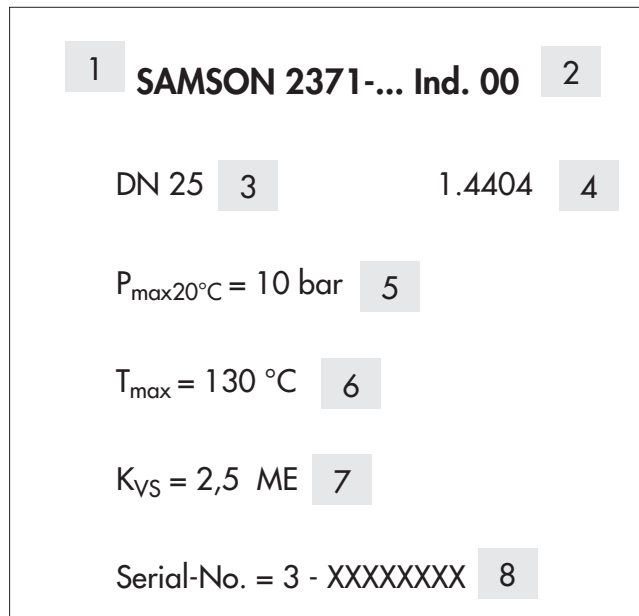 1 SAMSON 2371-... Ind. 00 2
DN 25 3 1.4404 4
Pmax20°C = 10 bar 5
Tmax = 130 °C 6
KVS = 2,5 ME 7
Serial-No. = 3 - XXXXXXXX 8